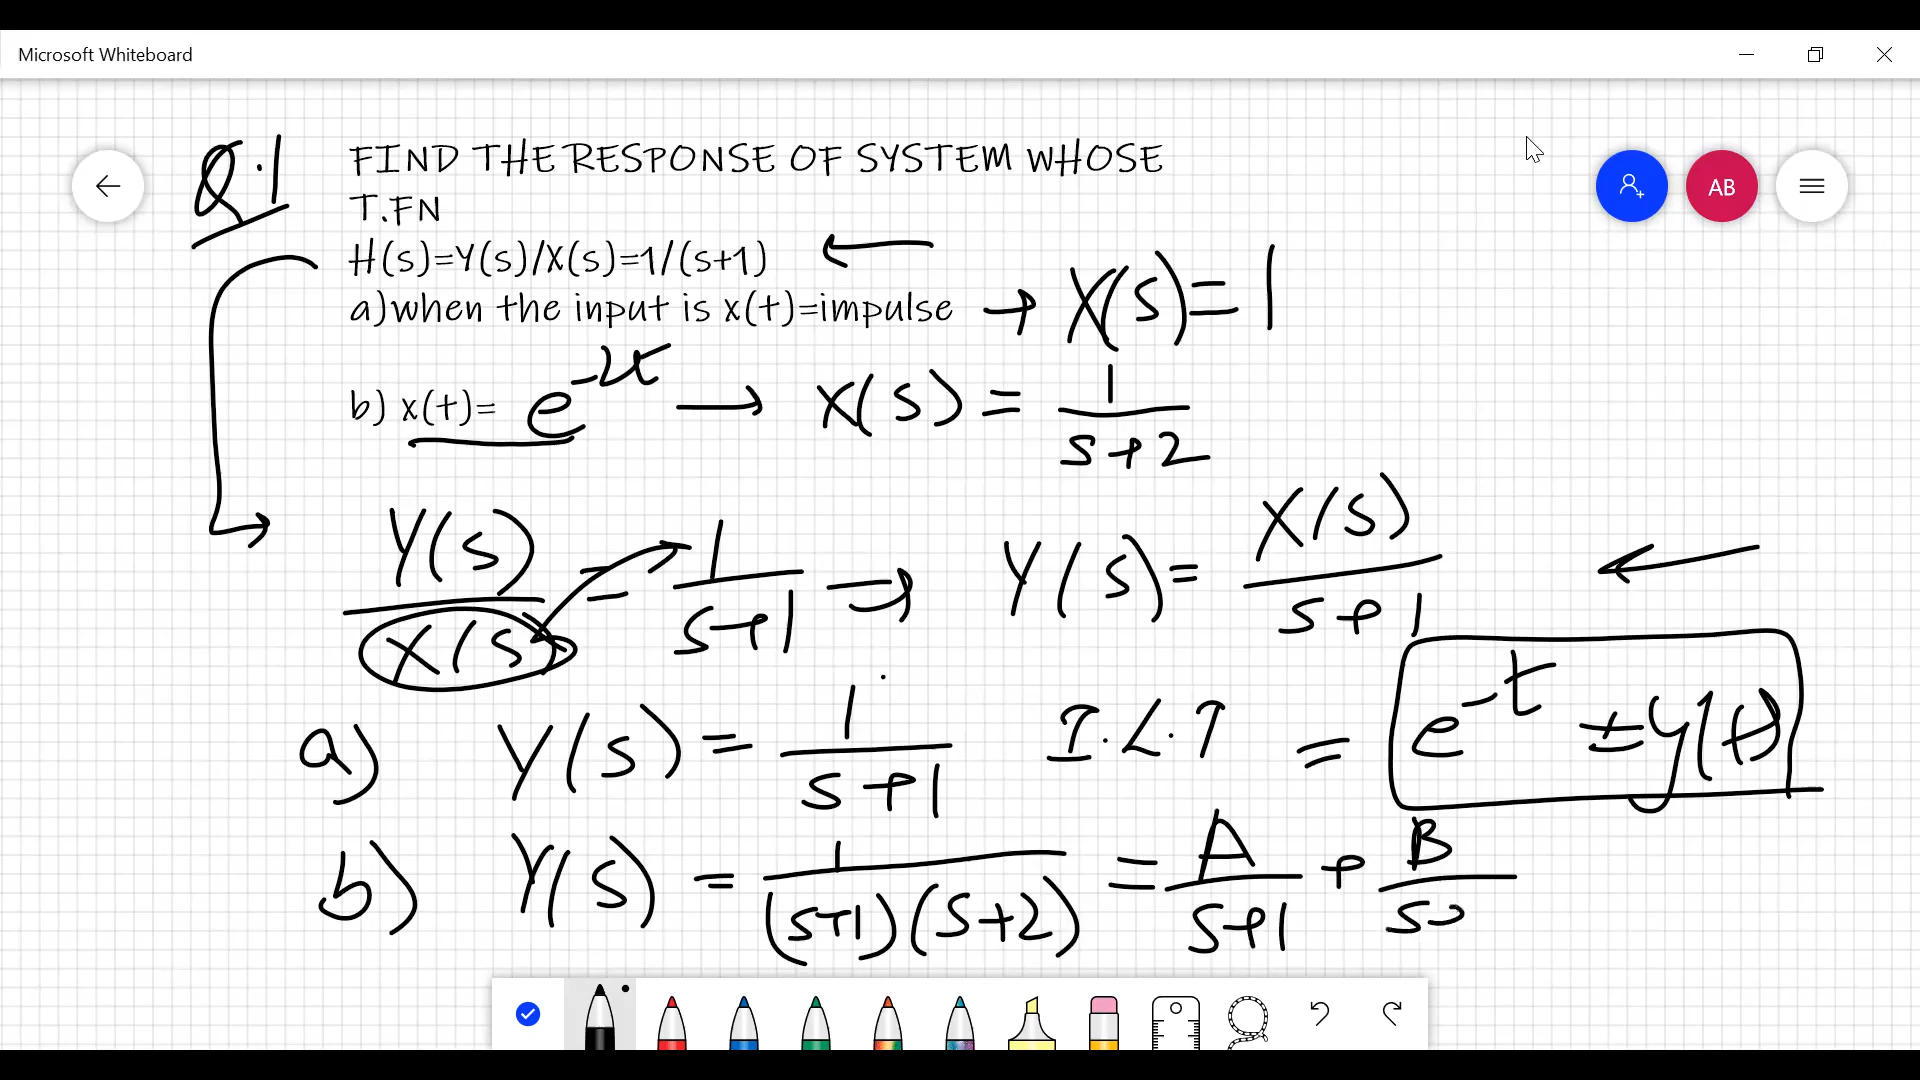 Microsoft Whiteboard
Q.1
FIND THE RESPONSE OF SYSTEM WHOSE
T.FN
H(s)=Y(s)/X(s)=1/(s+1)
a)when the input is x(t)=impulse → X(s)=1
b) x(t)= e^-2t → X(s) = 1/(s+2)
Y(s)/X(s) = 1/(s+1) → Y(s) = X(s)/(s+1)
a) Y(s) = 1/(s+1) I.L.T = e^-t = y(t)
b) Y(s) = 1/((s+1)(s+2)) = A/(s+1) + B/s
AB